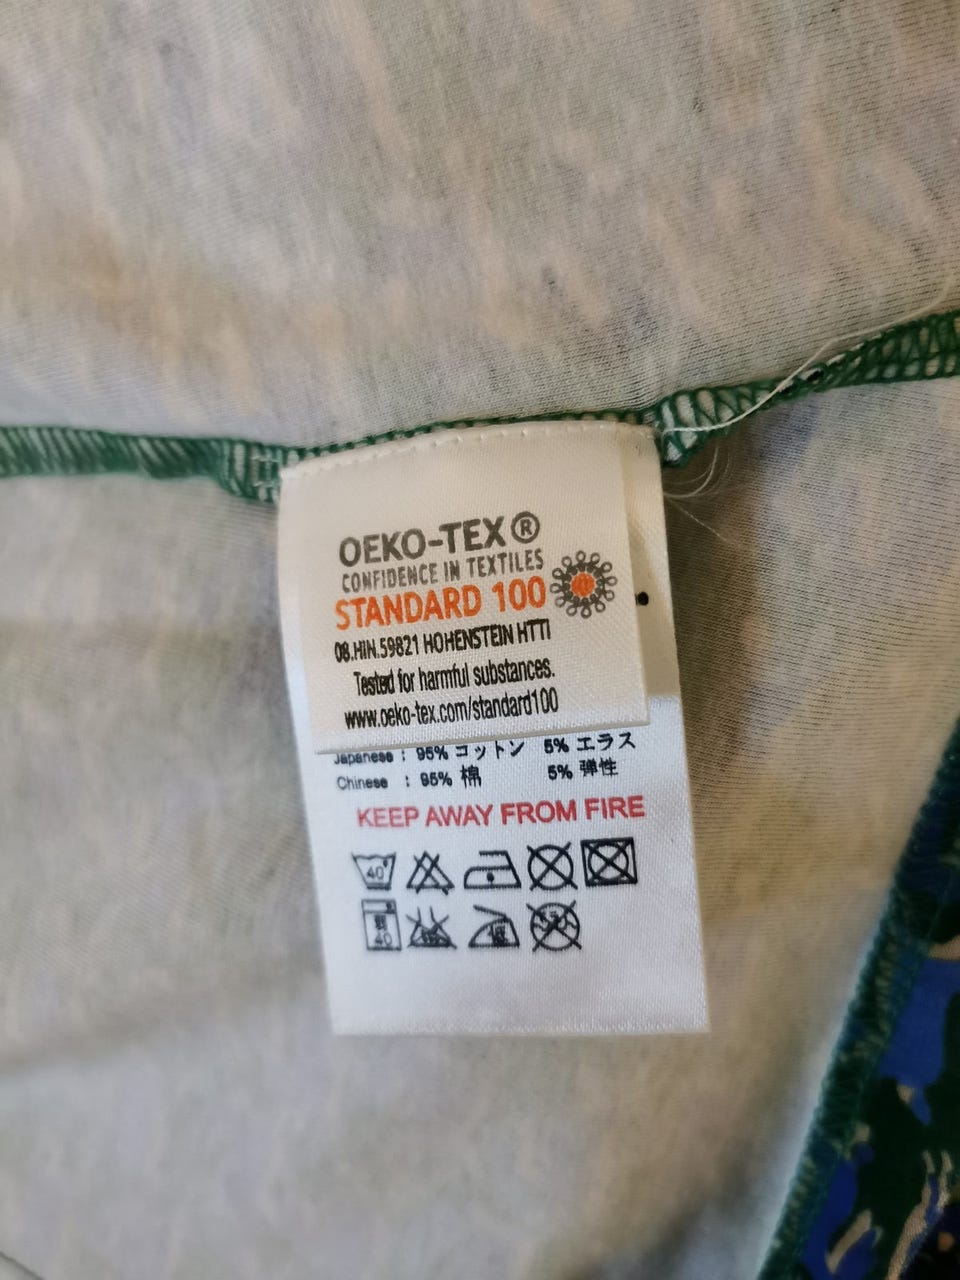 OEKO-TEX®
CONFIDENCE IN TEXTILES
STANDARD 100
08.HIN.59821 HOHENSTEIN HTTI
Tested for harmful substances.
www.oeko-tex.com/standard100
Japanese : 95% コットン 5% エラス
Chinese : 95% 棉 5% 弹性
KEEP AWAY FROM FIRE
40°
40